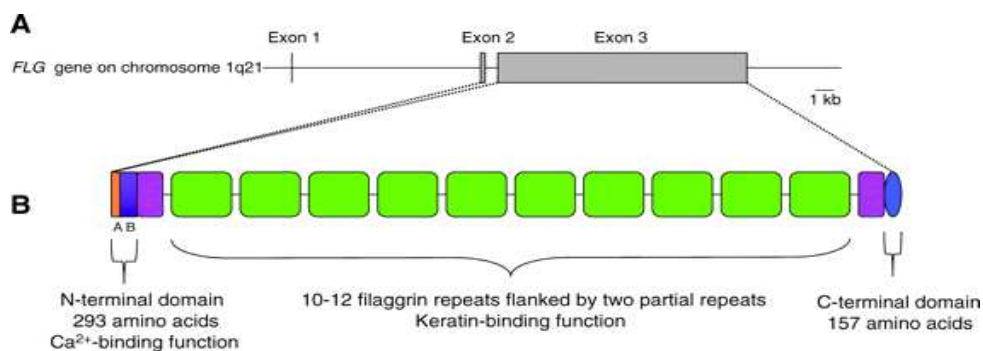 A
Exon 1 Exon 2 Exon 3
FLG gene on chromosome 1q21
1 kb
B
A B
N-terminal domain
293 amino acids
Ca²⁺-binding function
10-12 filaggrin repeats flanked by two partial repeats
Keratin-binding function
C-terminal domain
157 amino acids